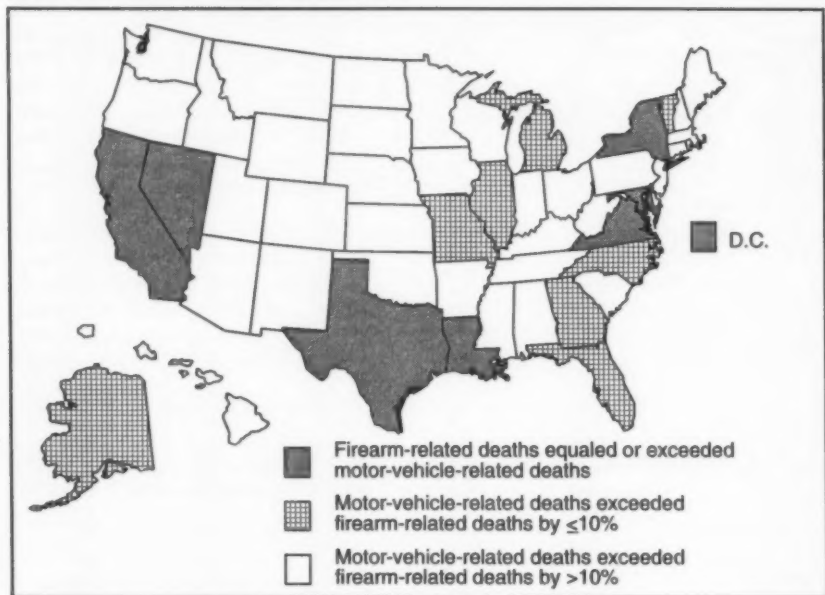 D.C.
Firearm-related deaths equaled or exceeded
motor-vehicle-related deaths
Motor-vehicle-related deaths exceeded
firearm-related deaths by ≤10%
Motor-vehicle-related deaths exceeded
firearm-related deaths by >10%